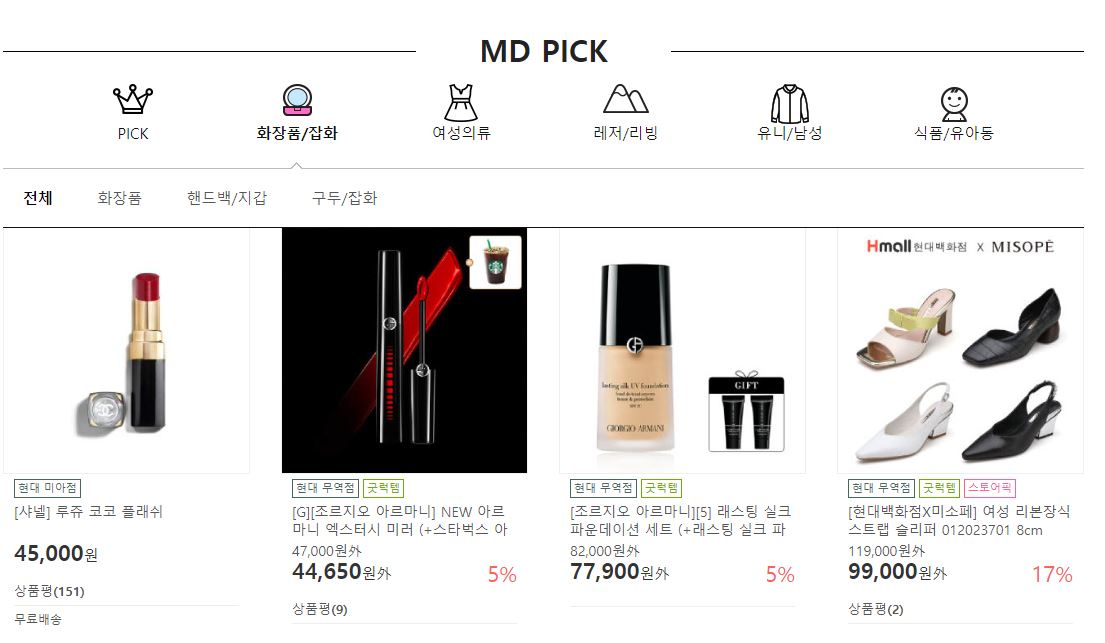 MD PICK
PICK
화장품/잡화
여성의류
레저/리빙
유니/남성
식품/유아동
전체
화장품
핸드백/지갑
구두/잡화
현대 미아점
[샤넬] 루쥬 코코 플래쉬
45,000원
상품평(151)
무료배송
현대 무역점 굿럭템
[G][조르지오 아르마니] NEW 아르
마니 엑스터시 미러 (+스타벅스 아
47,000원外
44,650원外 5%
상품평(9)
lasting silk UV foundation
GIORGIO ARMANI
GIFT
현대 무역점 굿럭템
[조르지오 아르마니][5] 래스팅 실크
파운데이션 세트 (+래스팅 실크 파
82,000원外
77,900원外 5%
Hmall 현대백화점 X MISOPE
현대 무역점 굿럭템 스토어픽
[현대백화점X미소페] 여성 리본장식
스트랩 슬리퍼 012023701 8cm
119,000원外
99,000원外 17%
상품평(2)